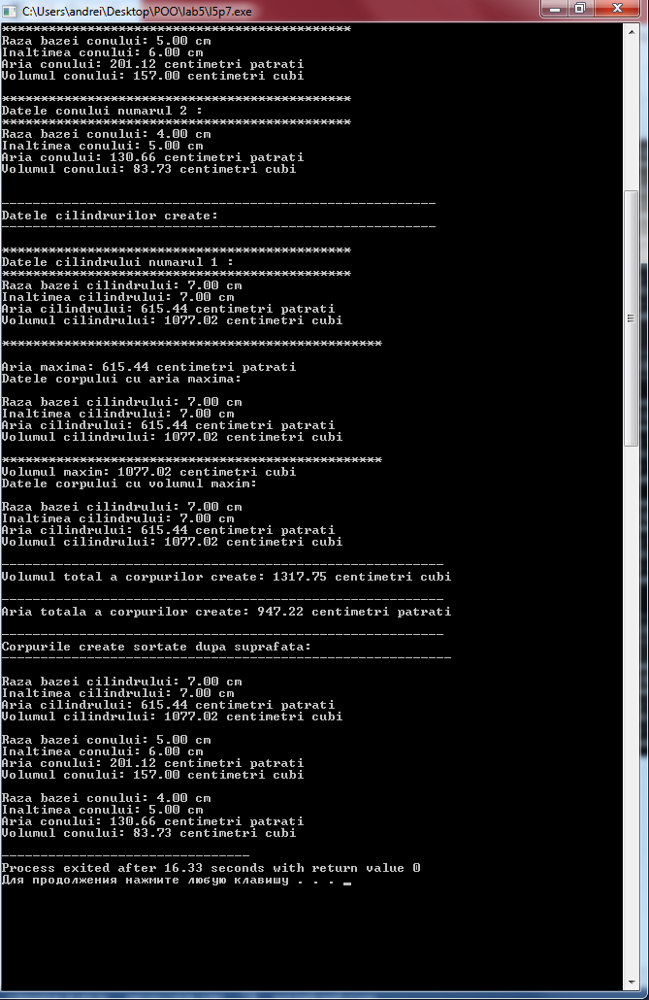 C:\Users\andrei\Desktop\POO\lab5\l5p7.exe
*********************************************
Raza bazei conului: 5.00 cm
Inaltimea conului: 6.00 cm
Aria conului: 201.12 centimetri patrati
Volumul conului: 157.00 centimetri cubi
*********************************************
Datele conului numarul 2 :
*********************************************
Raza bazei conului: 4.00 cm
Inaltimea conului: 5.00 cm
Aria conului: 130.66 centimetri patrati
Volumul conului: 83.73 centimetri cubi
--------------------------------------------------------
Datele cilindrurilor create:
--------------------------------------------------------
*********************************************
Datele cilindrului numarul 1 :
*********************************************
Raza bazei cilindrului: 7.00 cm
Inaltimea cilindrului: 7.00 cm
Aria cilindrului: 615.44 centimetri patrati
Volumul cilindrului: 1077.02 centimetri cubi
*************************************************
Aria maxima: 615.44 centimetri patrati
Datele corpului cu aria maxima:
Raza bazei cilindrului: 7.00 cm
Inaltimea cilindrului: 7.00 cm
Aria cilindrului: 615.44 centimetri patrati
Volumul cilindrului: 1077.02 centimetri cubi
*************************************************
Volumul maxim: 1077.02 centimetri cubi
Datele corpului cu volumul maxim:
Raza bazei cilindrului: 7.00 cm
Inaltimea cilindrului: 7.00 cm
Aria cilindrului: 615.44 centimetri patrati
Volumul cilindrului: 1077.02 centimetri cubi
---------------------------------------------------------
Volumul total a corpurilor create: 1317.75 centimetri cubi
---------------------------------------------------------
Aria totala a corpurilor create: 947.22 centimetri patrati
---------------------------------------------------------
Corpurile create sortate dupa suprafata:
----------------------------------------------------------
Raza bazei cilindrului: 7.00 cm
Inaltimea cilindrului: 7.00 cm
Aria cilindrului: 615.44 centimetri patrati
Volumul cilindrului: 1077.02 centimetri cubi
Raza bazei conului: 5.00 cm
Inaltimea conului: 6.00 cm
Aria conului: 201.12 centimetri patrati
Volumul conului: 157.00 centimetri cubi
Raza bazei conului: 4.00 cm
Inaltimea conului: 5.00 cm
Aria conului: 130.66 centimetri patrati
Volumul conului: 83.73 centimetri cubi
--------------------------------
Process exited after 16.33 seconds with return value 0
Для продолжения нажмите любую клавишу . . . _